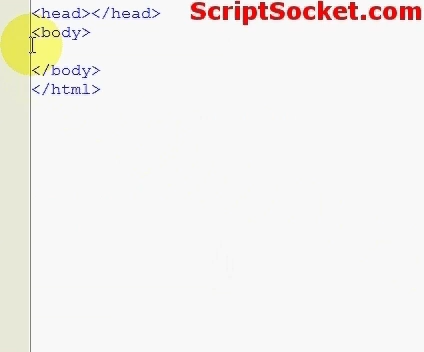 <head></head>
ScriptSocket.com
<body>
</body>
</html>